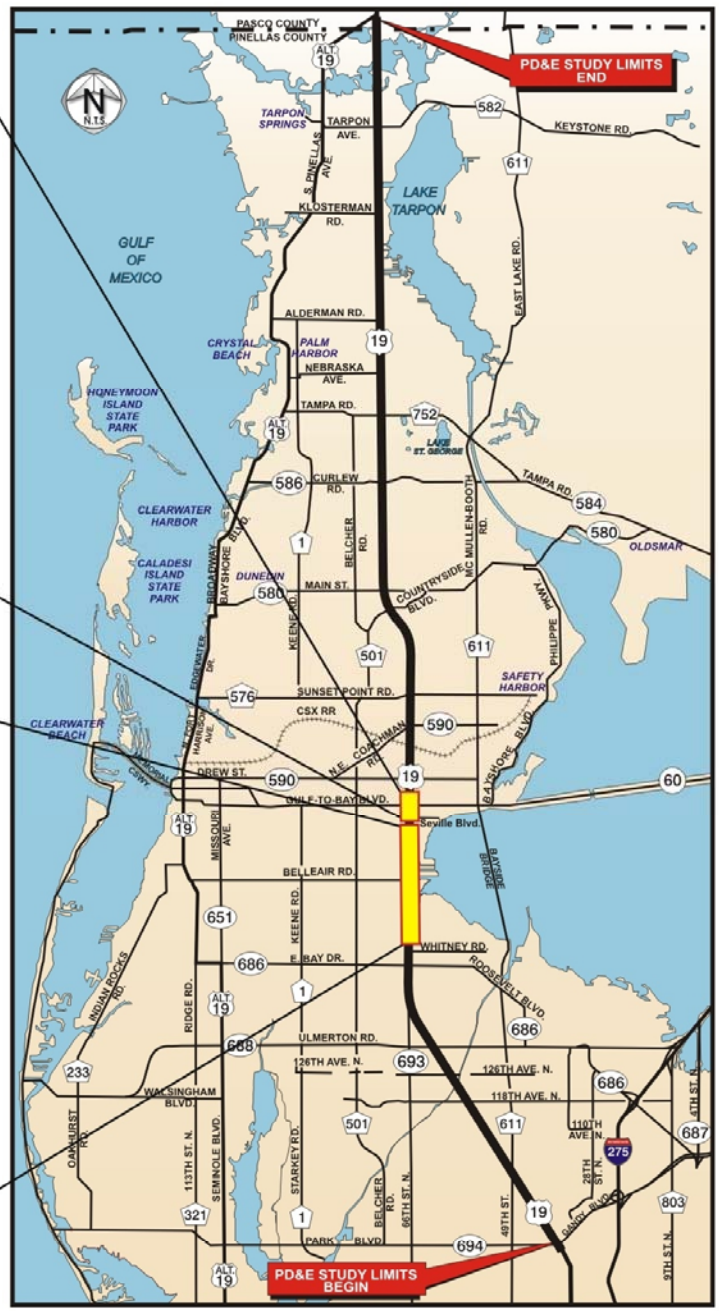 PASCO COUNTY
PINELLAS COUNTY
ALT.
19
PD&E STUDY LIMITS
END
N
N.T.S.
TARPON
SPRINGS
TARPON
AVE.
582
KEYSTONE RD.
611
S. PINELLAS
AVE.
LAKE
TARPON
KLOSTERMAN
RD.
GULF
OF
MEXICO
EAST LAKE RD.
ALDERMAN RD.
CRYSTAL
BEACH
PALM
HARBOR
19
NEBRASKA
AVE.
HONEYMOON
ISLAND
STATE
PARK
TAMPA RD.
752
ALT.
19
LAKE
ST. GEORGE
586
CURLEW
RD.
TAMPA RD.
584
CLEARWATER
HARBOR
BELCHER
RD.
MC MULLEN-BOOTH
RD.
580
OLDSMAR
1
CALADESI
ISLAND
STATE
PARK
BROADWAY
BAYSHORE BLVD.
DUNEDIN
580
MAIN ST.
COUNTRYSIDE
BLVD.
KEENE RD.
PHILIPPE PKWY.
501
611
EDGEWATER
DR.
576
SUNSET POINT RD.
SAFETY
HARBOR
CSX RR
CLEARWATER
BEACH
N. FORT
HARRISON
AVE.
N.E. COACHMAN
RD.
590
BAYSHORE BLVD.
MEMORIAL
CSWY.
DREW ST.
590
19
60
GULF-TO-BAY BLVD.
Seville Blvd.
ALT.
19
MISSOURI
AVE.
BAYSIDE
BRIDGE
BELLEAIR RD.
KEENE RD.
651
WHITNEY RD.
686
E. BAY DR.
ROOSEVELT BLVD.
INDIAN ROCKS
RD.
RIDGE RD.
ALT.
19
1
686
688
ULMERTON RD.
693
126TH AVE. N.
126TH AVE. N.
233
686
WALSINGHAM
BLVD.
118TH AVE. N.
4TH ST. N.
OAKHURST
RD.
113TH ST. N.
SEMINOLE BLVD.
STARKEY RD.
501
611
110TH
AVE. N.
687
275
28TH
ST. N.
BELCHER
RD.
66TH ST. N.
49TH ST.
19
GANDY BLVD.
803
321
1
PARK BLVD.
694
9TH ST. N.
ALT.
19
PD&E STUDY LIMITS
BEGIN